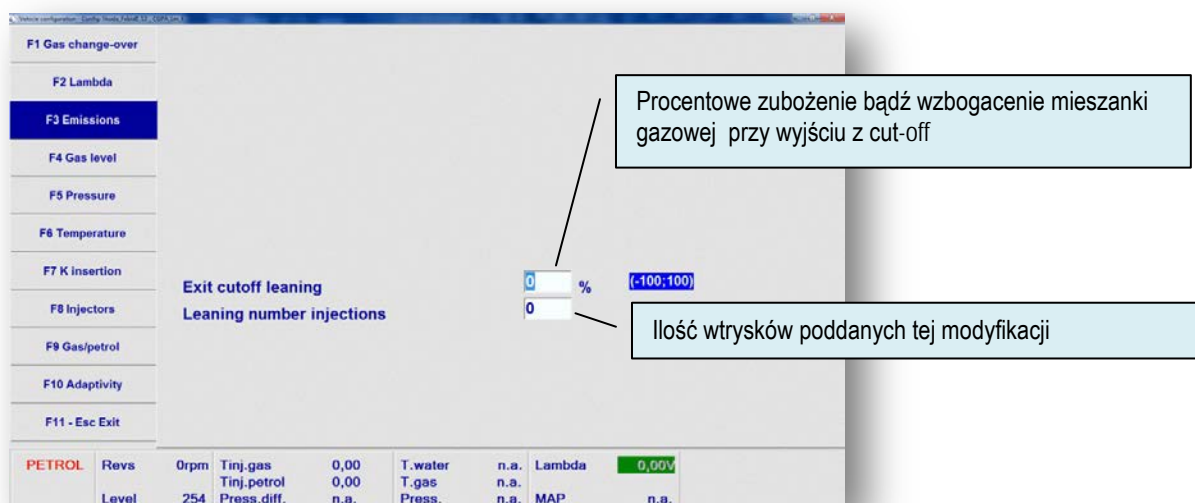 Vehicle configuration : Config
F1 Gas change-over
F2 Lambda
F3 Emissions
F4 Gas level
F5 Pressure
F6 Temperature
F7 K insertion
F8 Injectors
F9 Gas/petrol
F10 Adaptivity
F11 - Esc Exit
Procentowe zubożenie bądź wzbogacenie mieszanki
gazowej przy wyjściu z cut-off
Exit cutoff leaning 0 % (-100;100)
Leaning number injections 0
Ilość wtrysków poddanych tej modyfikacji
PETROL Revs 0rpm Tinj.gas 0,00 T.water n.a. Lambda 0,00V
Tinj.petrol 0,00 T.gas n.a.
Level 254 Press.diff. n.a. Press. n.a. MAP n.a.